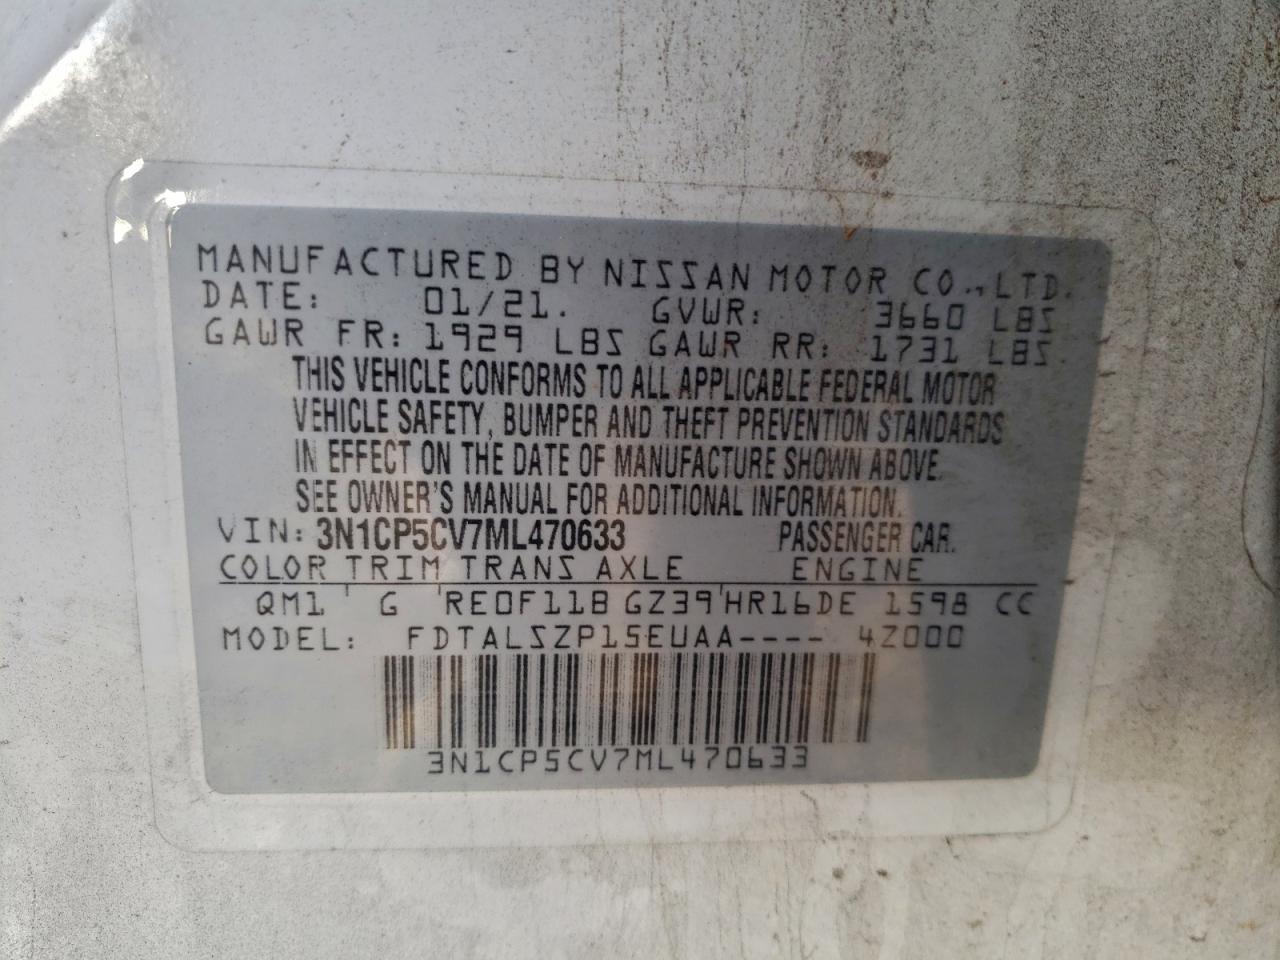 MANUFACTURED BY NISSAN MOTOR CO., LTD.
DATE: 01/21. GVWR: 3660 LBS
GAWR FR: 1929 LBS GAWR RR: 1731 LBS
THIS VEHICLE CONFORMS TO ALL APPLICABLE FEDERAL MOTOR
VEHICLE SAFETY, BUMPER AND THEFT PREVENTION STANDARDS
IN EFFECT ON THE DATE OF MANUFACTURE SHOWN ABOVE.
SEE OWNER'S MANUAL FOR ADDITIONAL INFORMATION.
VIN: 3N1CP5CV7ML470633 PASSENGER CAR.
COLOR TRIM TRANS AXLE ENGINE
QM1 ' G ' RE0F11B GZ39 ' HR16DE 1598 CC
MODEL: FDTALSZP15EUAA---- 4Z000
3N1CP5CV7ML470633